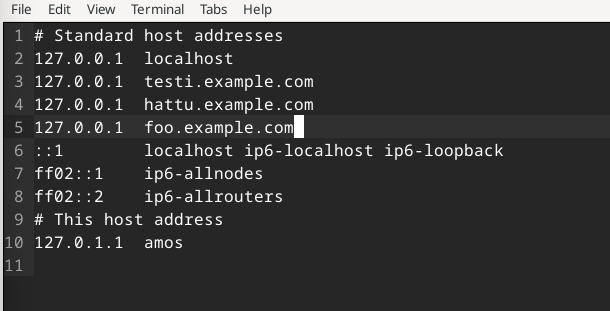 File Edit View Terminal Tabs Help
1 # Standard host addresses
2 127.0.0.1  localhost
3 127.0.0.1  testi.example.com
4 127.0.0.1  hattu.example.com
5 127.0.0.1  foo.example.com
6 ::1        localhost ip6-localhost ip6-loopback
7 ff02::1    ip6-allnodes
8 ff02::2    ip6-allrouters
9 # This host address
10 127.0.1.1  amos
11